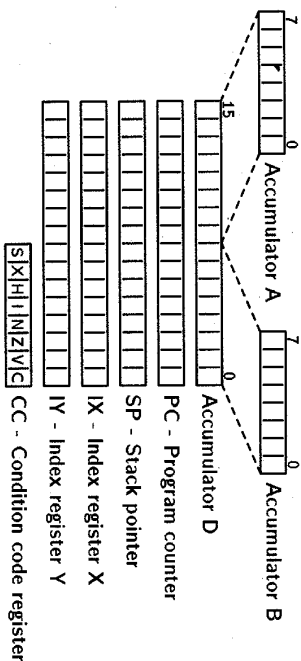 7 0 Accumulator A
7 0 Accumulator B
15 0 Accumulator D
PC - Program counter
SP - Stack pointer
IX - Index register X
IY - Index register Y
S X H I N Z V C CC - Condition code register